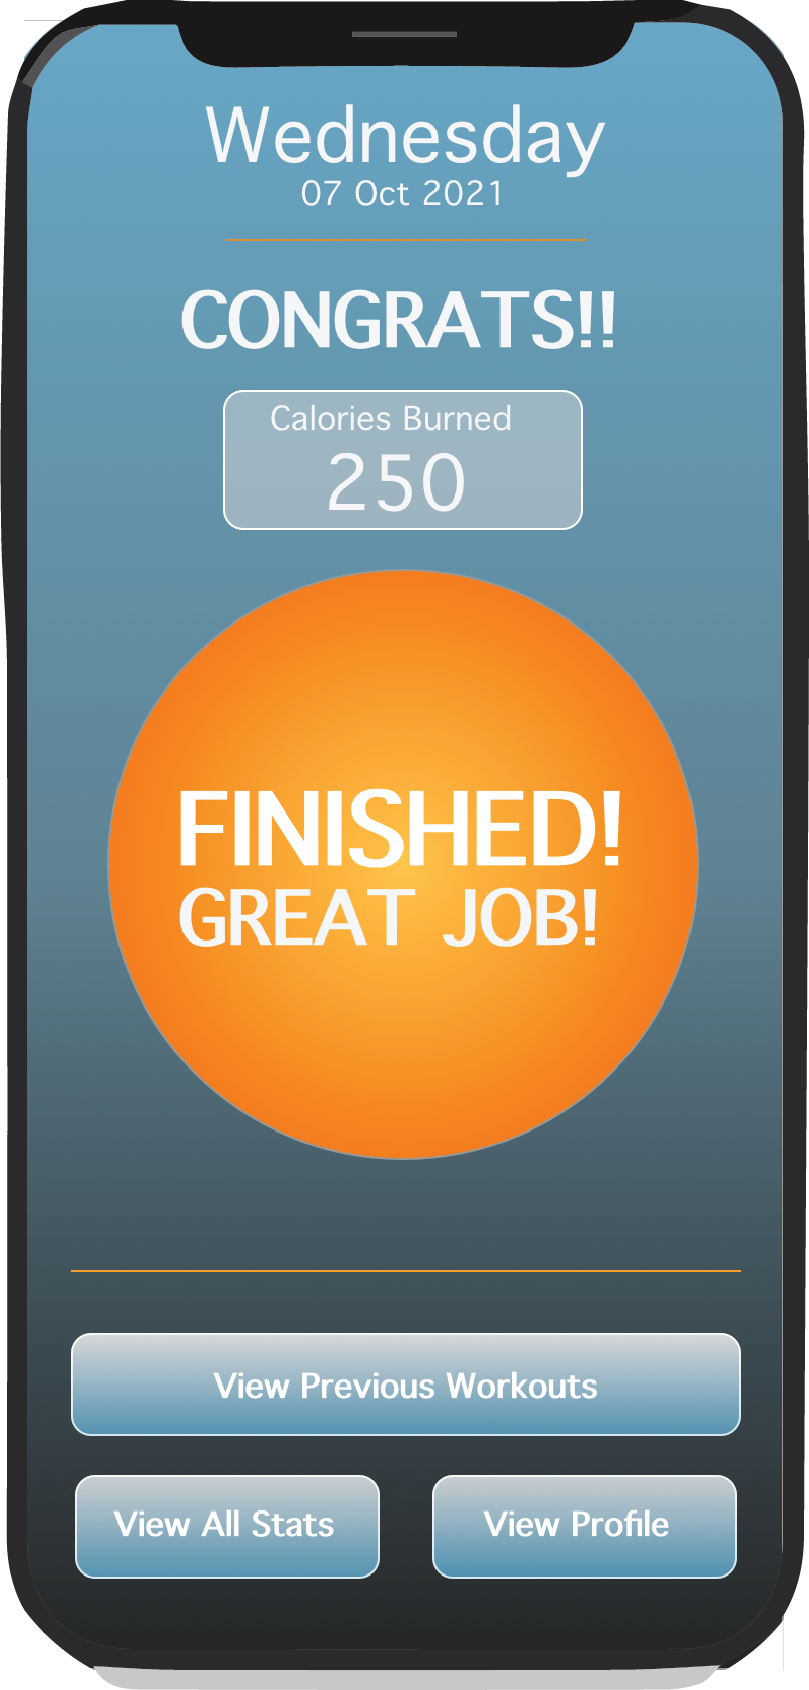 Wednesday
07 Oct 2021
CONGRATS!!
Calories Burned
250
FINISHED!
GREAT JOB!
View Previous Workouts
View All Stats
View Profile